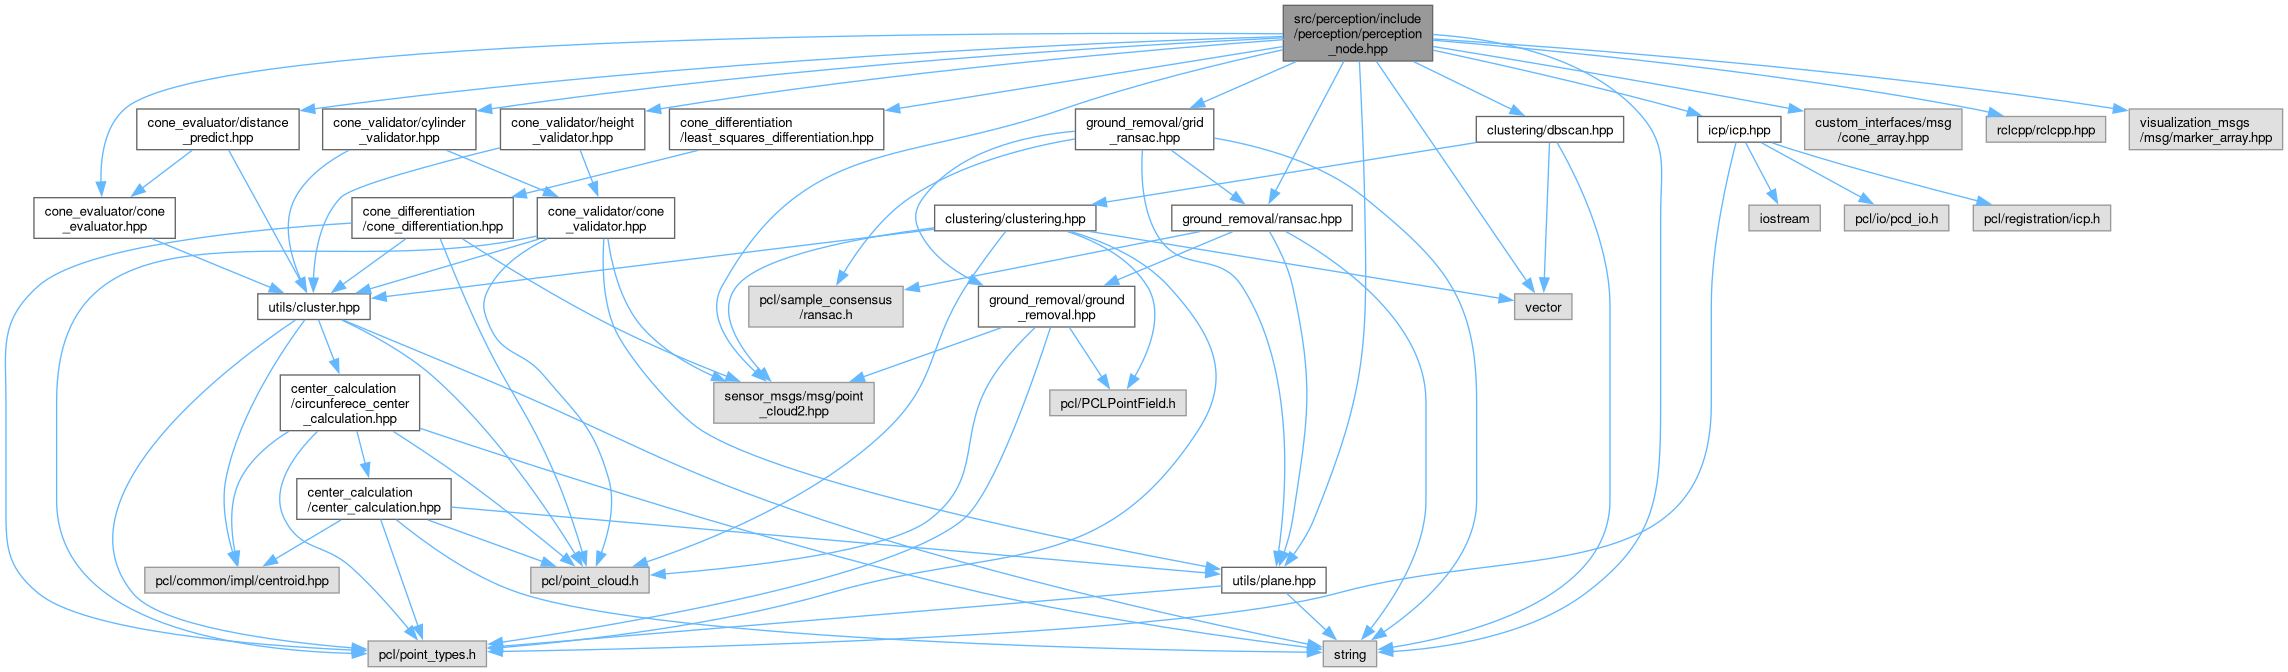 src/perception/include
/perception/perception
_node.hpp
cone_evaluator/distance
_predict.hpp
cone_validator/cylinder
_validator.hpp
cone_validator/height
_validator.hpp
cone_differentiation
/least_squares_differentiation.hpp
ground_removal/grid
_ransac.hpp
clustering/dbscan.hpp
icp/icp.hpp
custom_interfaces/msg
/cone_array.hpp
rclcpp/rclcpp.hpp
visualization_msgs
/msg/marker_array.hpp
cone_evaluator/cone
_evaluator.hpp
cone_differentiation
/cone_differentiation.hpp
cone_validator/cone
_validator.hpp
clustering/clustering.hpp
ground_removal/ransac.hpp
iostream
pcl/io/pcd_io.h
pcl/registration/icp.h
utils/cluster.hpp
pcl/sample_consensus
/ransac.h
ground_removal/ground
_removal.hpp
vector
center_calculation
/circunferece_center
_calculation.hpp
sensor_msgs/msg/point
_cloud2.hpp
pcl/PCLPointField.h
center_calculation
/center_calculation.hpp
pcl/common/impl/centroid.hpp
pcl/point_cloud.h
utils/plane.hpp
pcl/point_types.h
string